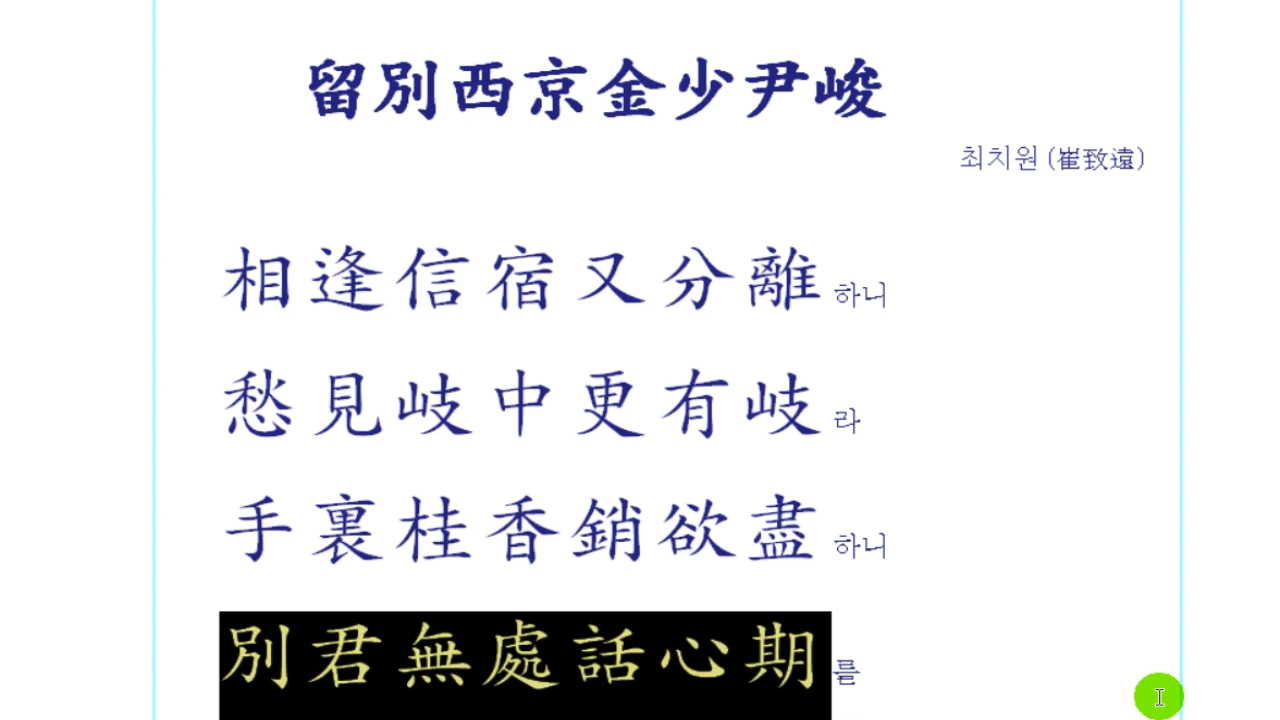 留別西京金少尹峻
최치원 (崔致遠)
相逢信宿又分離 하니
愁見岐中更有岐 라
手裏桂香銷欲盡 하니
別君無處話心期 를